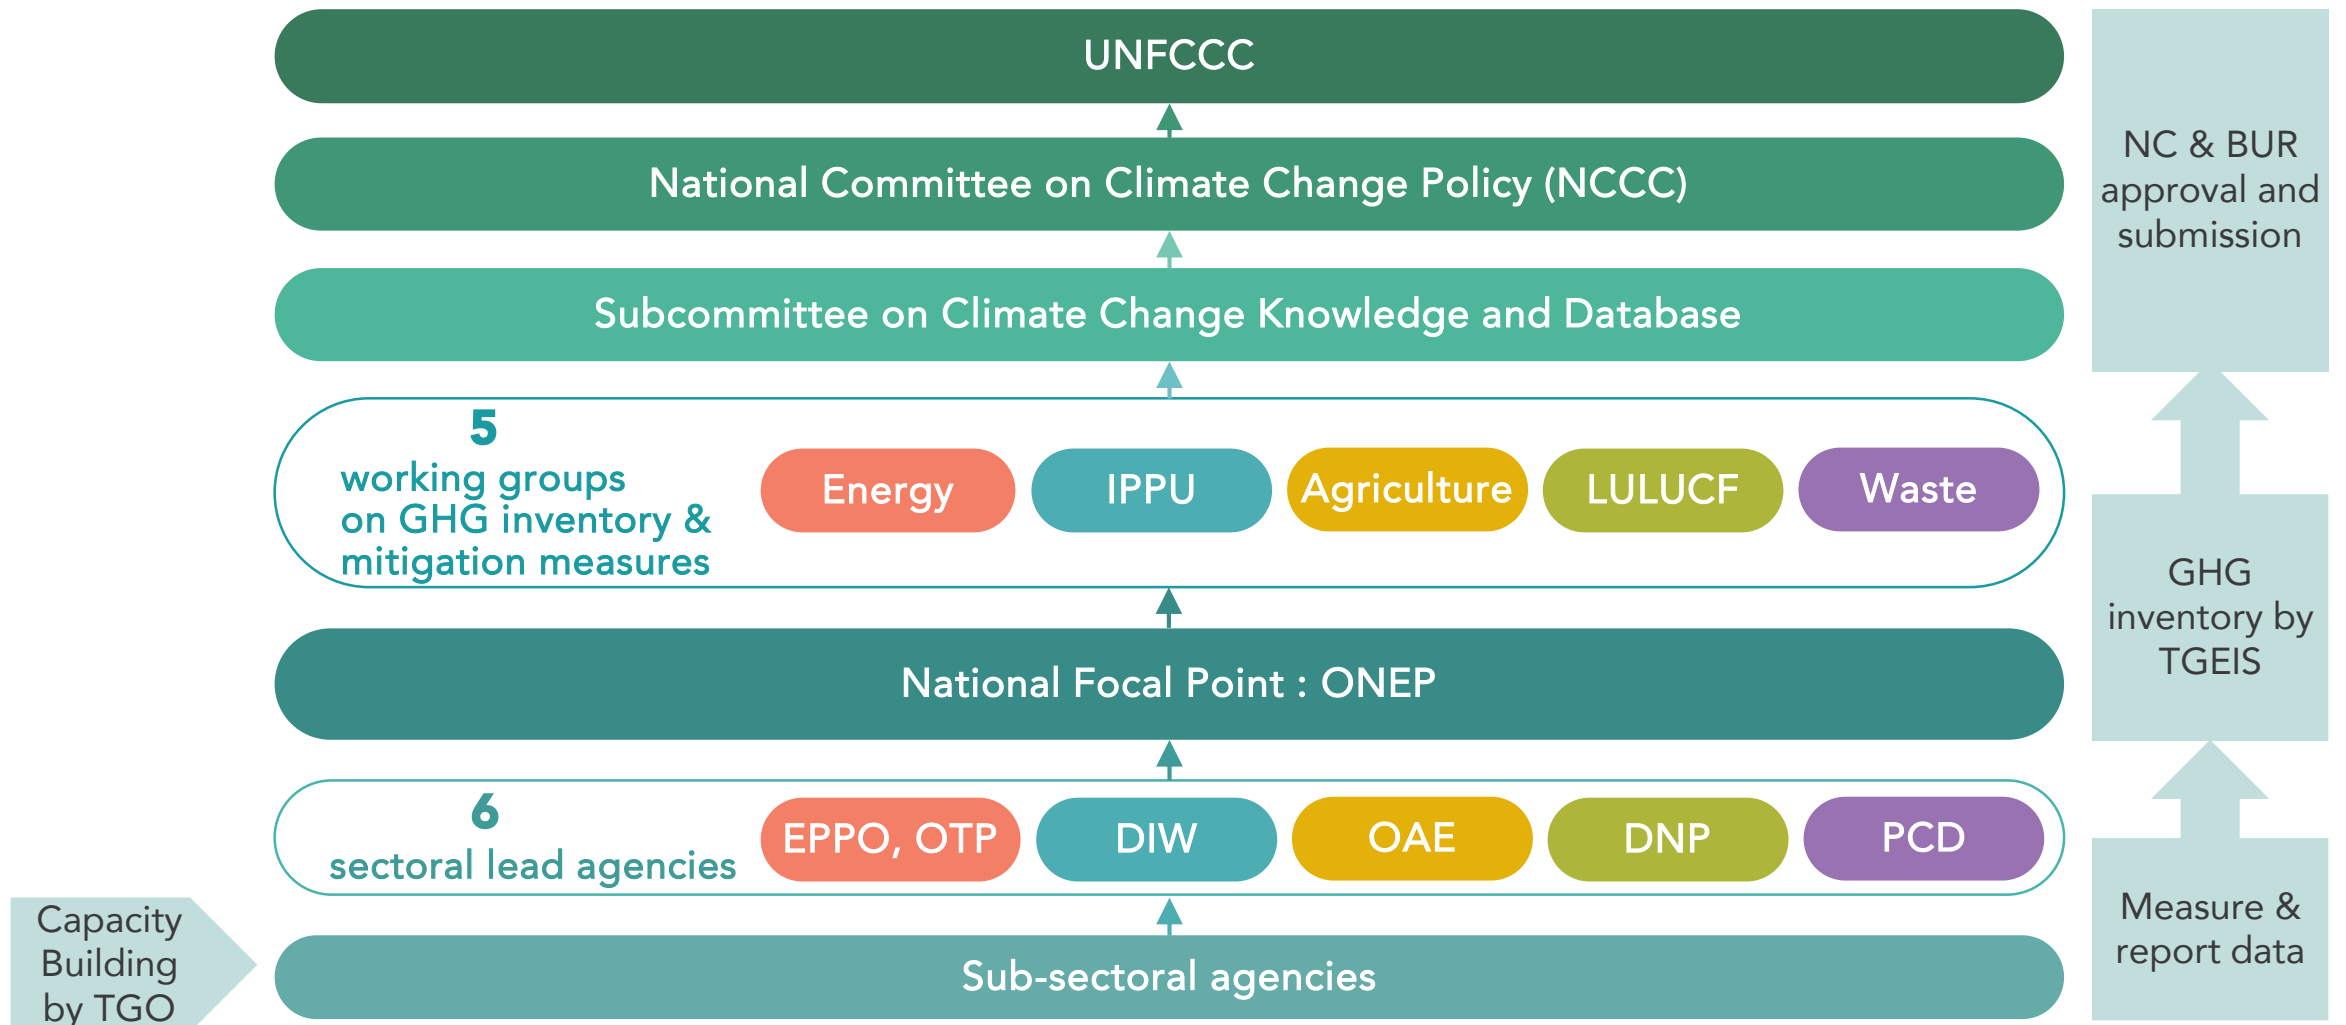 UNFCCC
National Committee on Climate Change Policy (NCCC)
Subcommittee on Climate Change Knowledge and Database
5
working groups
on GHG inventory &
mitigation measures
Energy
IPPU
Agriculture
LULUCF
Waste
National Focal Point : ONEP
6
sectoral lead agencies
EPPO, OTP
DIW
OAE
DNP
PCD
Sub-sectoral agencies
Capacity
Building
by TGO
NC & BUR
approval and
submission
GHG
inventory by
TGEIS
Measure &
report data